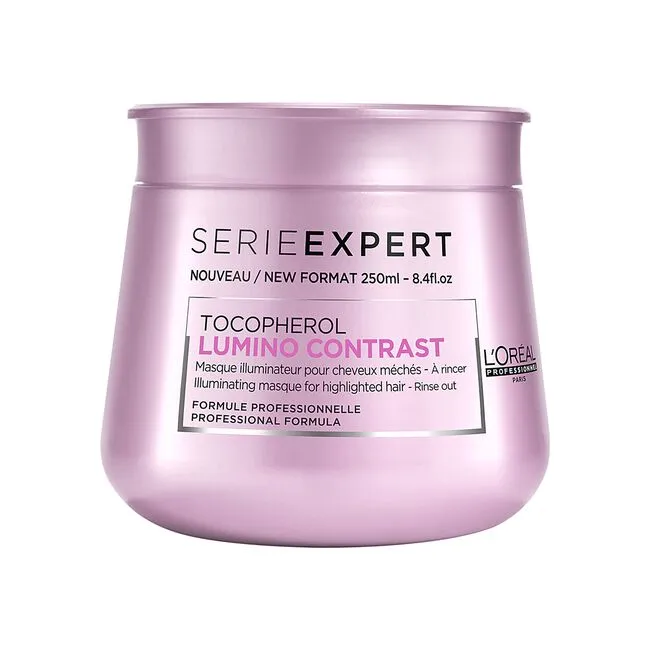 SERIEEXPERT
NOUVEAU / NEW FORMAT 250ml - 8.4fl.oz
TOCOPHEROL
LUMINO CONTRAST
Masque illuminateur pour cheveux méchés - À rincer
Illuminating masque for highlighted hair - Rinse out
FORMULE PROFESSIONNELLE
PROFESSIONAL FORMULA
L'ORÉAL
PROFESSIONNEL
PARIS